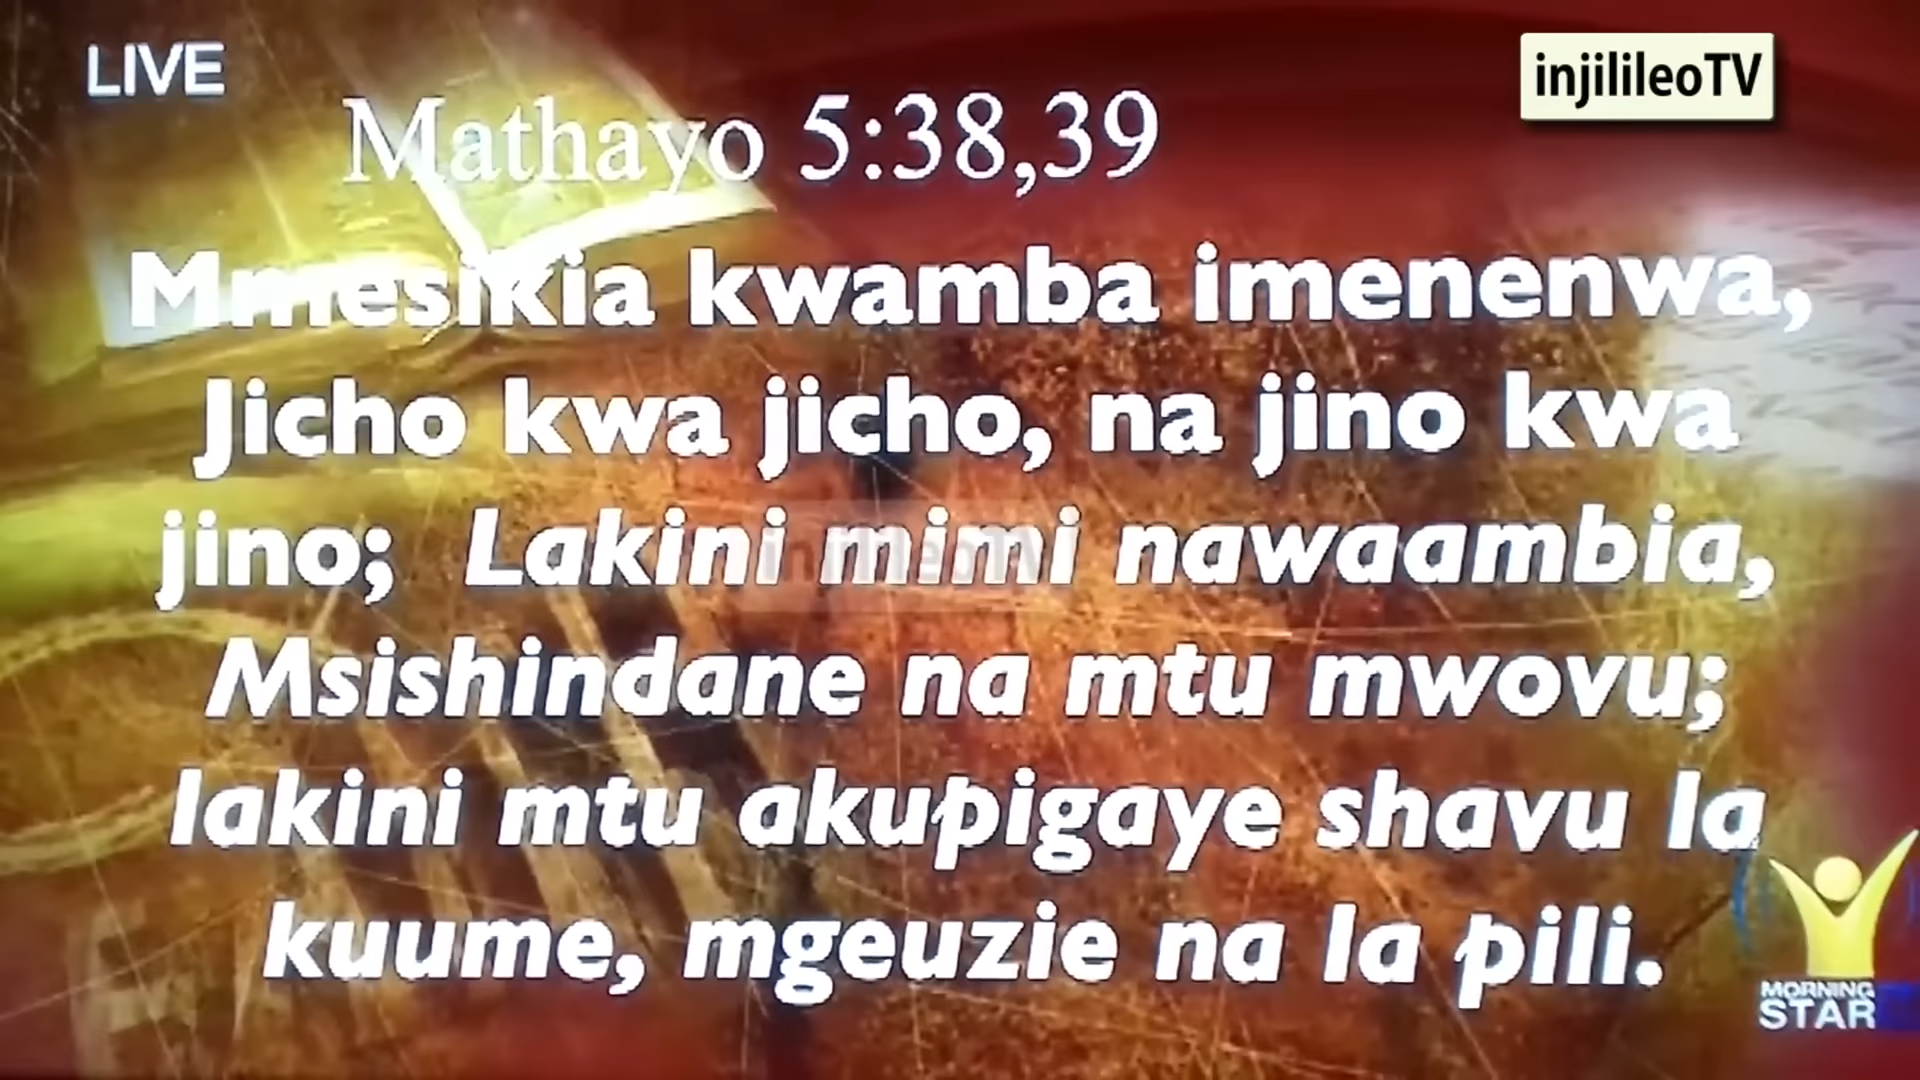 LIVE
injilileoTV
Mathayo 5:38,39
Mmesikia kwamba imenenwa,
Jicho kwa jicho, na jino kwa
jino; Lakini mimi nawaambia,
injilileoTV
Msishindane na mtu mwovu;
lakini mtu akupigaye shavu la
kuume, mgeuzie na la pili.
MORNING
STAR